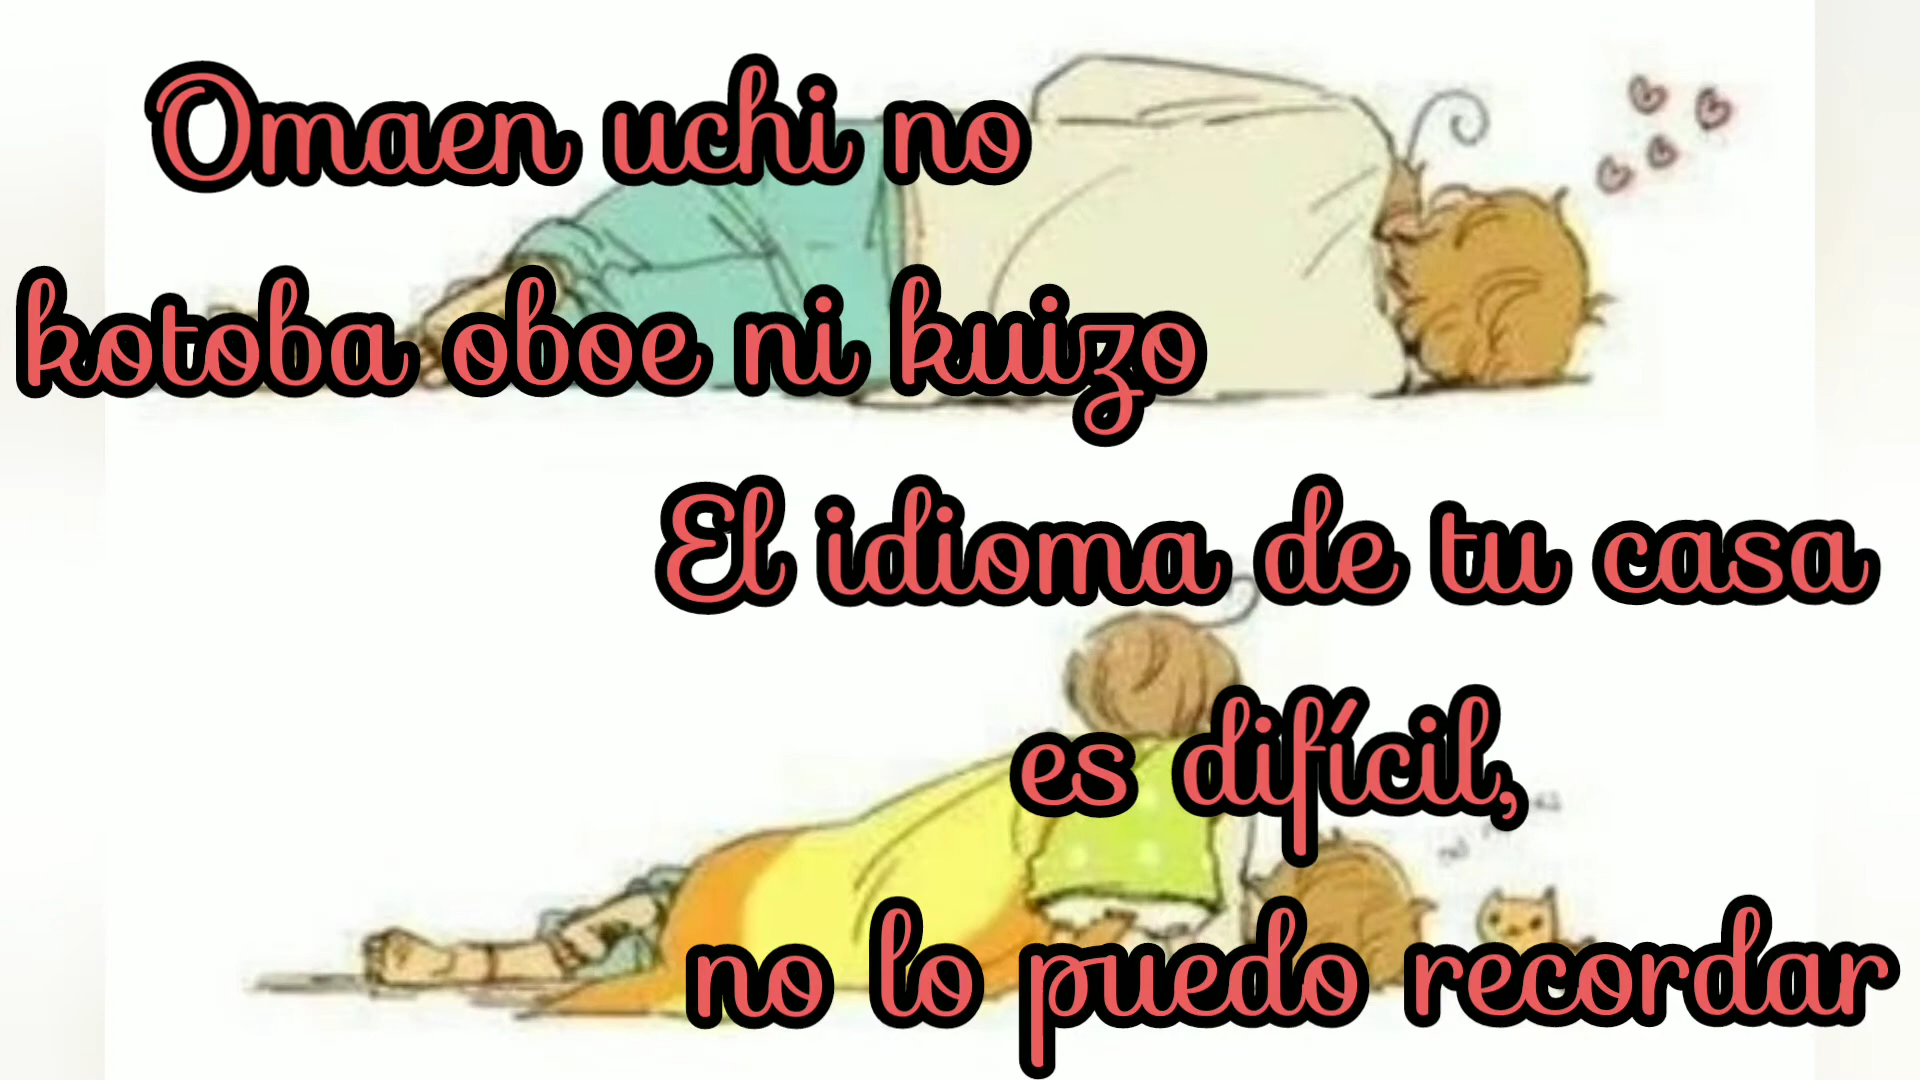 Omaen uchi no
kotoba oboe ni kuizo
El idioma de tu casa
es difícil,
no lo puedo recordar